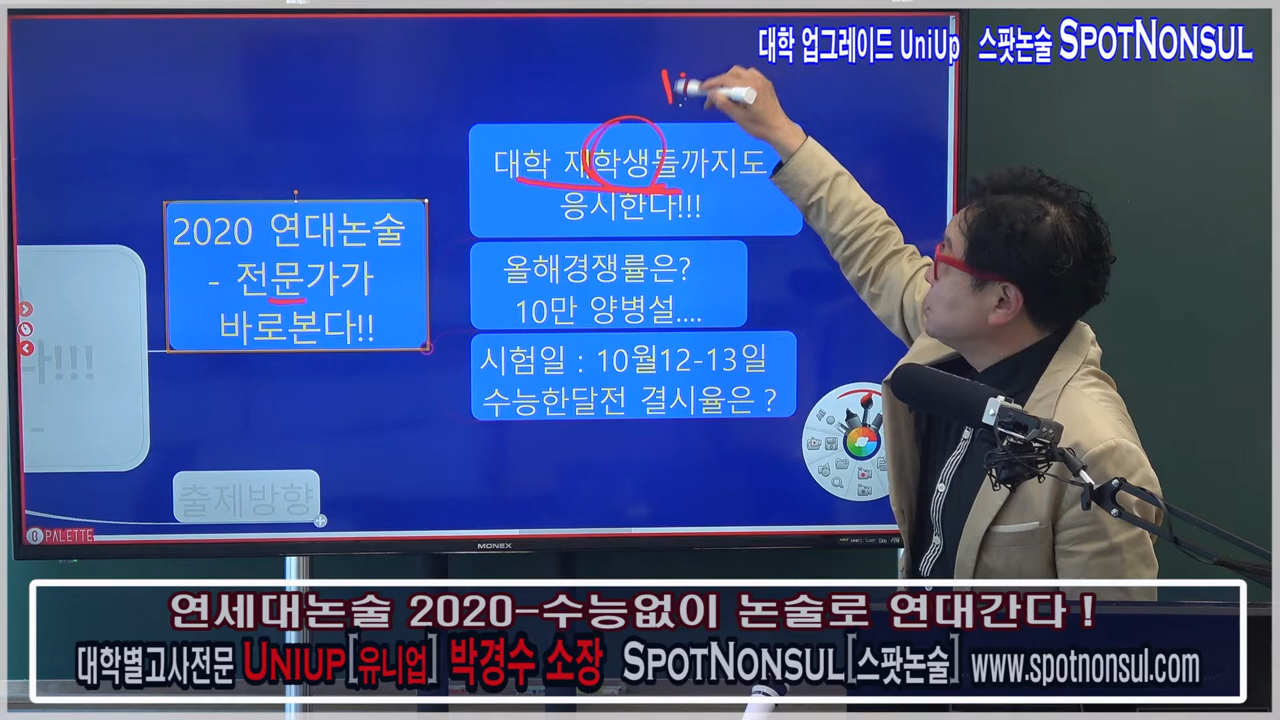 대학 업그레이드 UniUp 스팟논술 SPOTNONSUL
대학 재학생들까지도
응시한다!!!
2020 연대논술
- 전문가가
바로본다!!
올해경쟁률은?
10만 양병설....
시험일 : 10월12-13일
수능한달전 결시율은 ?
다!!!
출제방향
PALETTE
MONEX
연세대논술 2020-수능없이 논술로 연대간다 !
대학별고사전문 UNIUP[유니업] 박경수 소장 SPOTNONSUL[스팟논술] www.spotnonsul.com